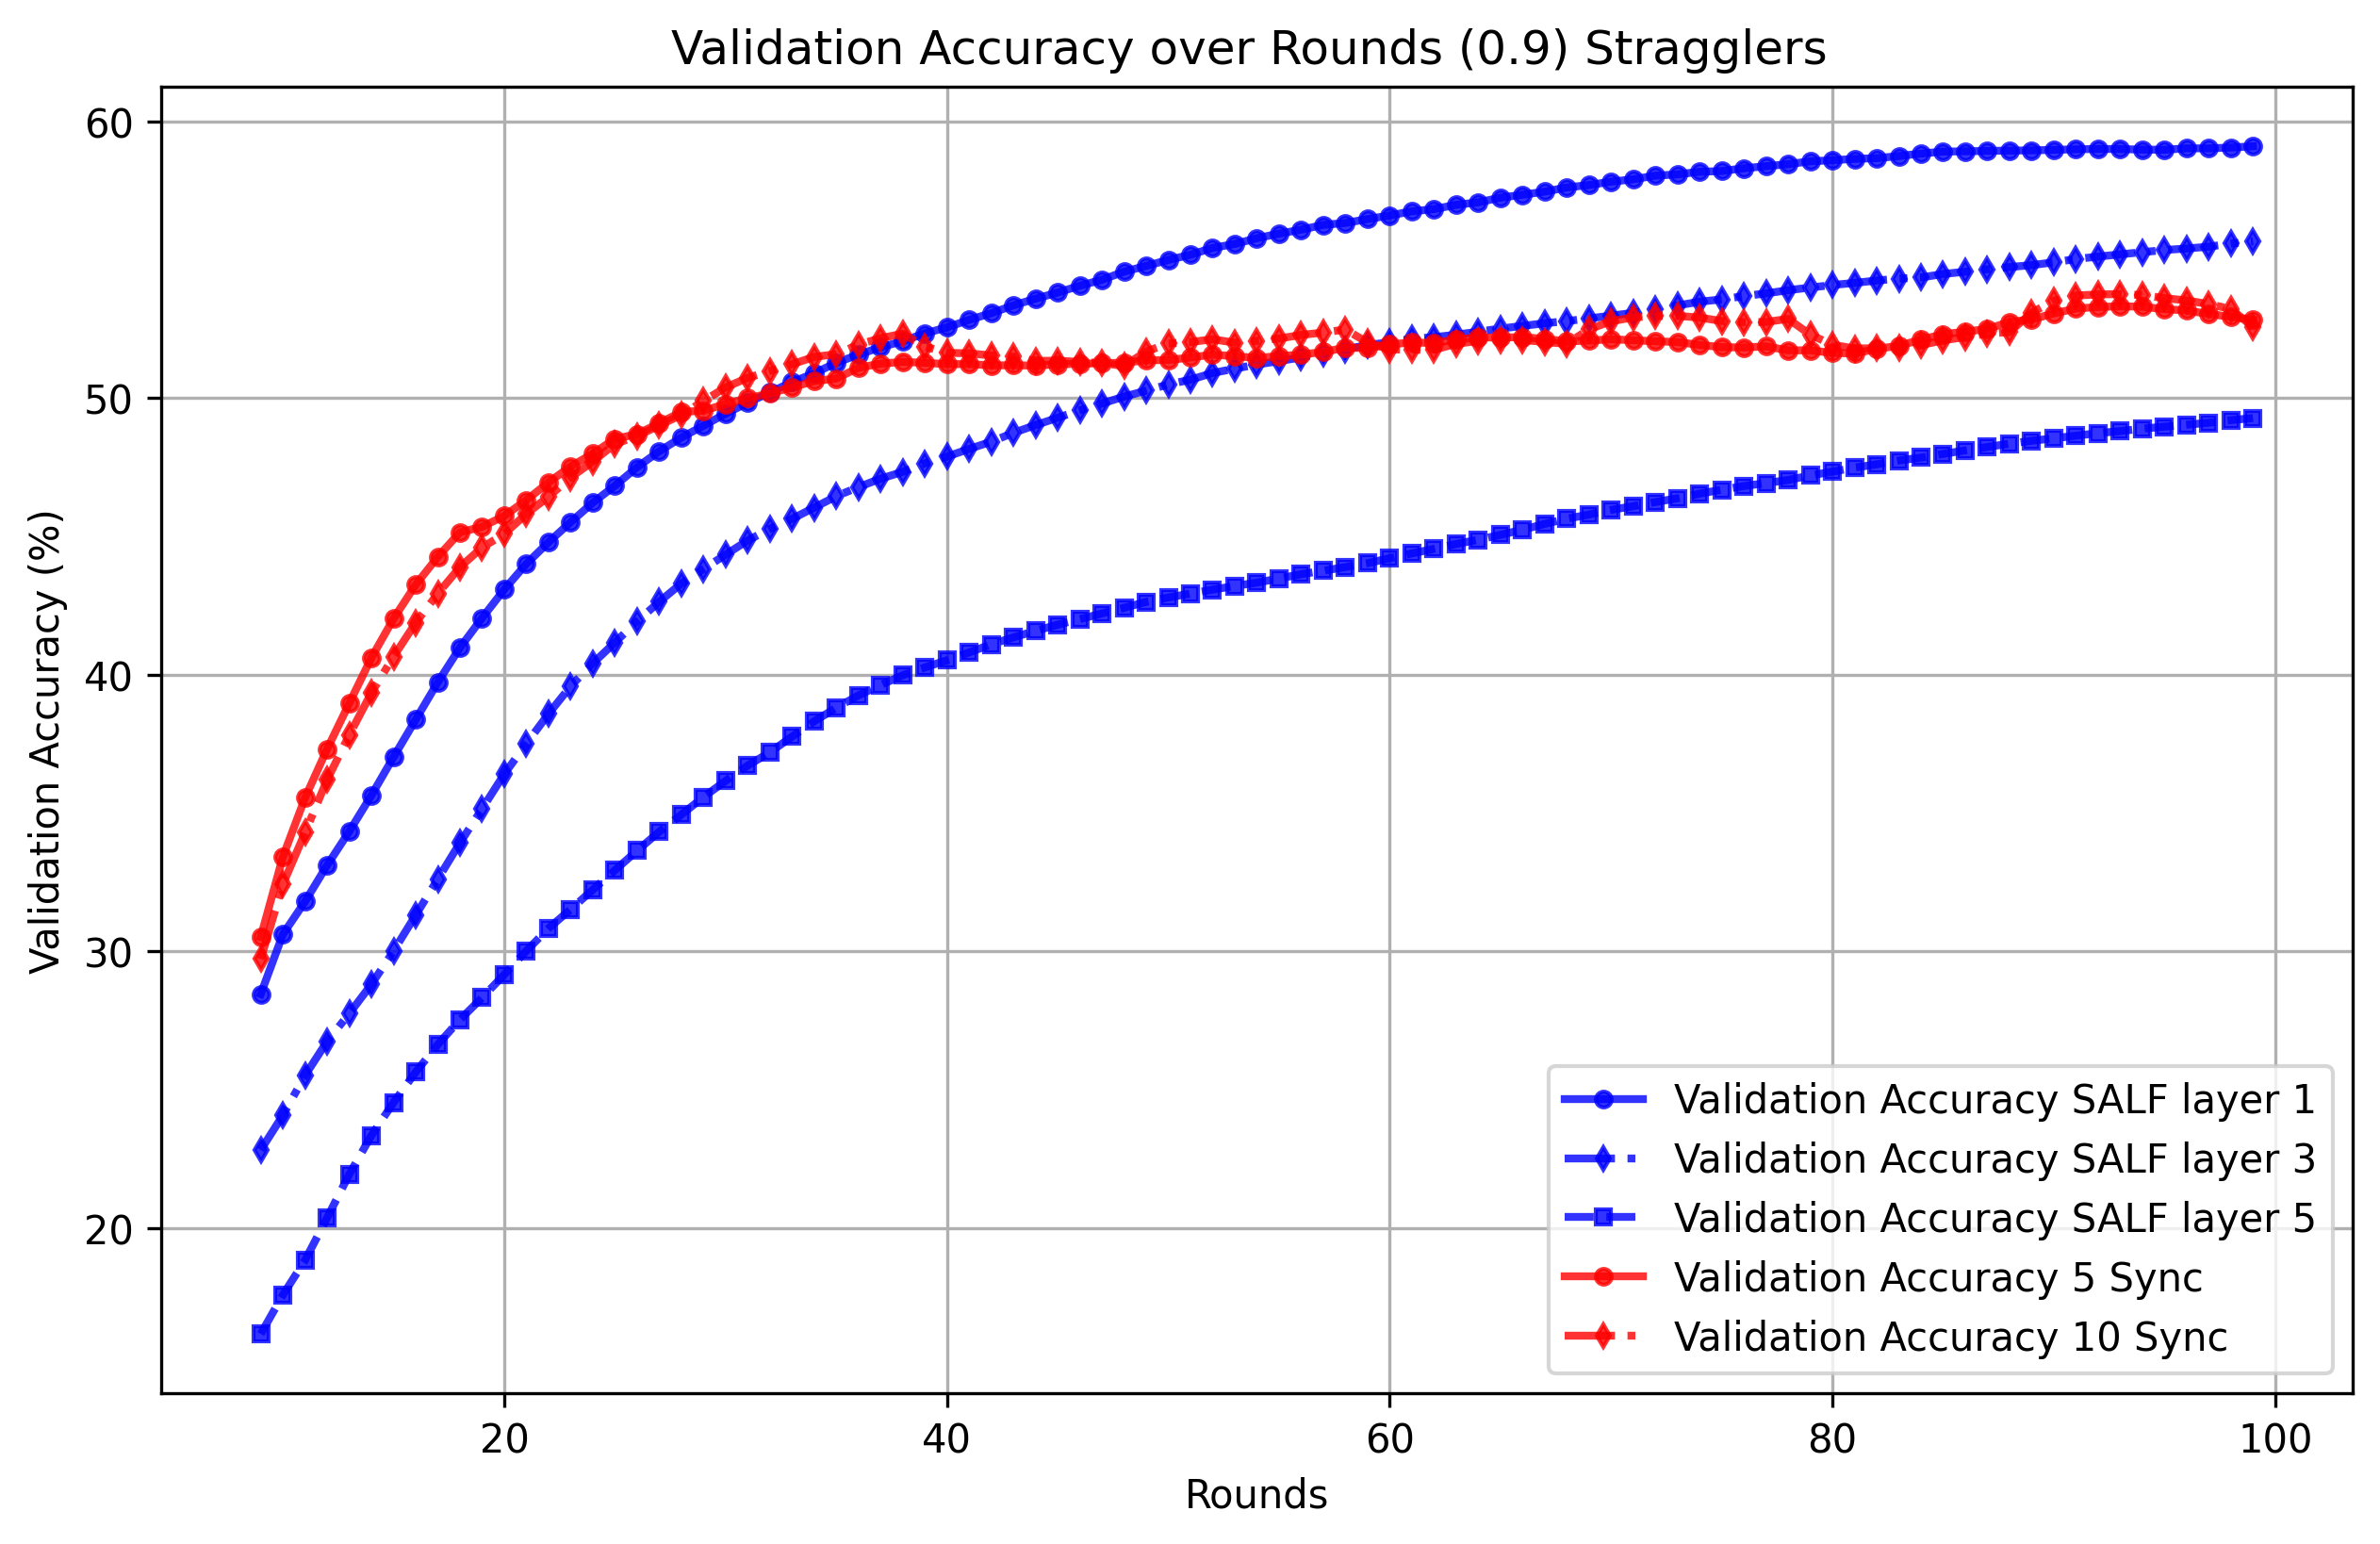 Validation Accuracy over Rounds (0.9) Stragglers
Validation Accuracy (%)
60
50
40
30
20
20
40
60
80
100
Rounds
Validation Accuracy SALF layer 1
Validation Accuracy SALF layer 3
Validation Accuracy SALF layer 5
Validation Accuracy 5 Sync
Validation Accuracy 10 Sync